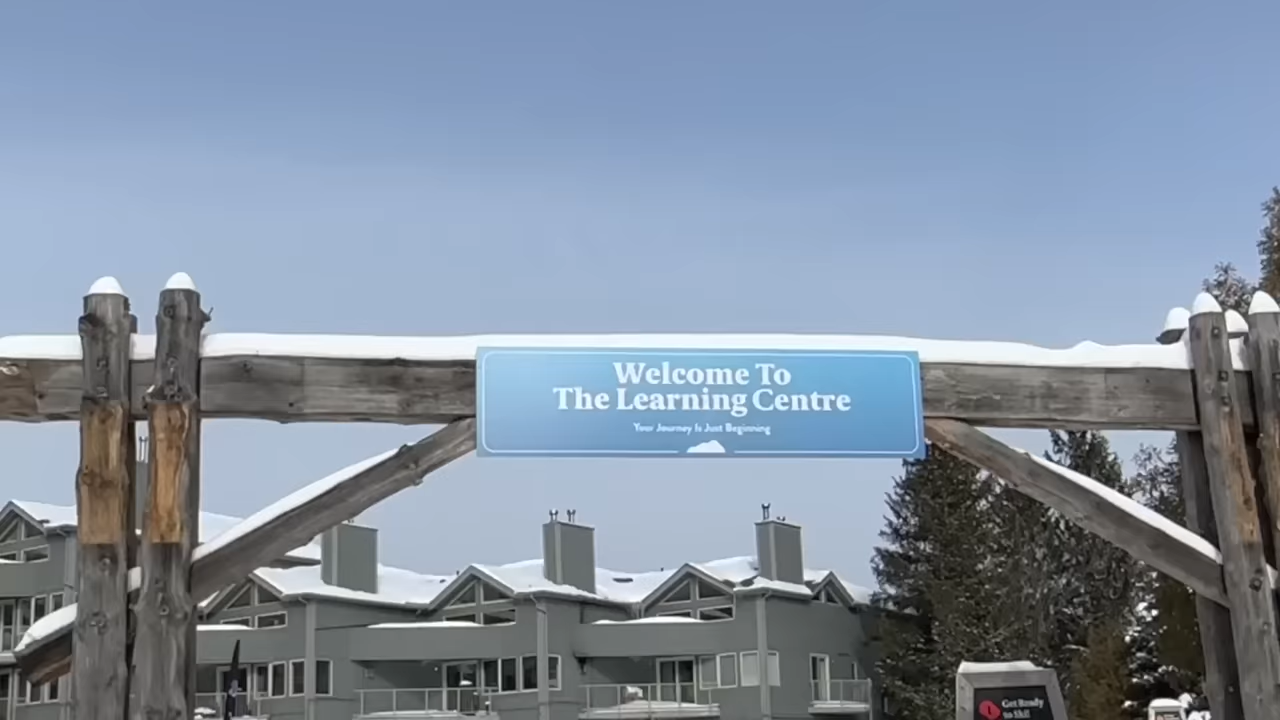 Welcome To
The Learning Centre
Your Journey Is Just Beginning
Get Ready
to Ski!